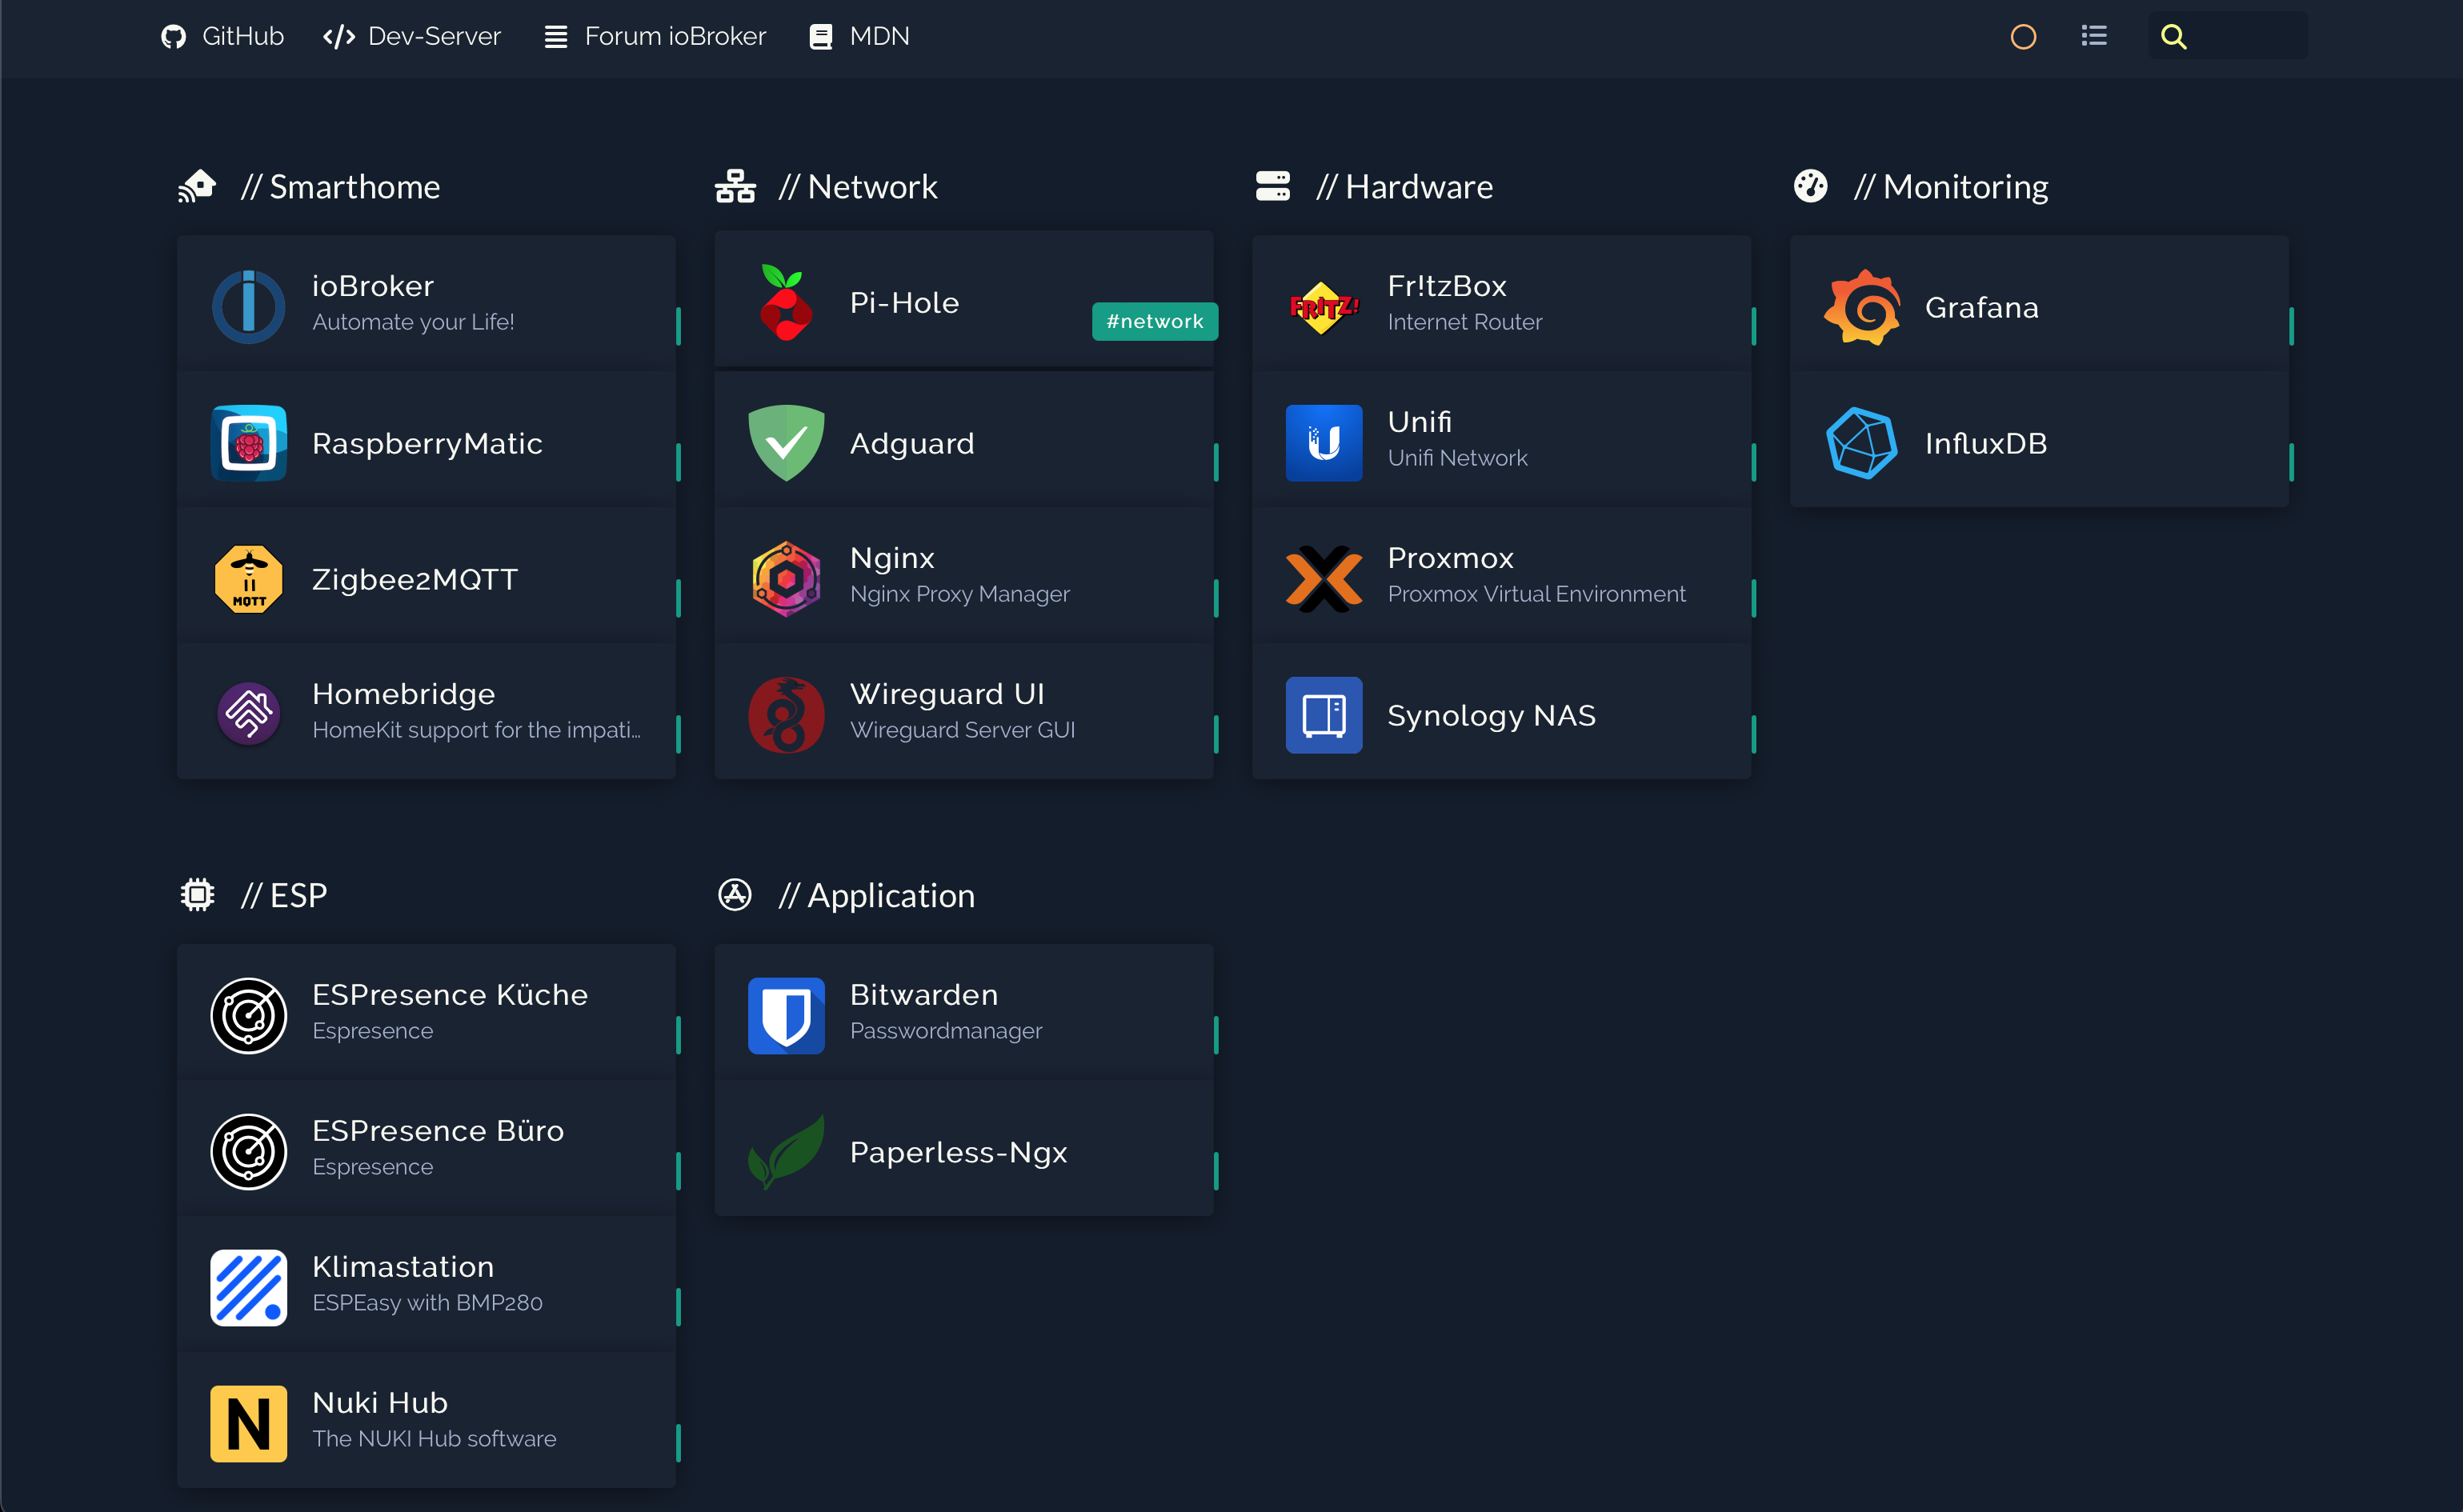 GitHub
Dev-Server
Forum ioBroker
MDN
// Smarthome
ioBroker
Automate your Life!
RaspberryMatic
MQTT
Zigbee2MQTT
Homebridge
HomeKit support for the impati...
// Network
Pi-Hole
#network
Adguard
Nginx
Nginx Proxy Manager
Wireguard UI
Wireguard Server GUI
// Hardware
FRITZ!
Fr!tzBox
Internet Router
U
Unifi
Unifi Network
Proxmox
Proxmox Virtual Environment
Synology NAS
// Monitoring
Grafana
InfluxDB
// ESP
ESPresence Küche
Espresence
ESPresence Büro
Espresence
Klimastation
ESPEasy with BMP280
N
Nuki Hub
The NUKI Hub software
// Application
Bitwarden
Passwordmanager
Paperless-Ngx